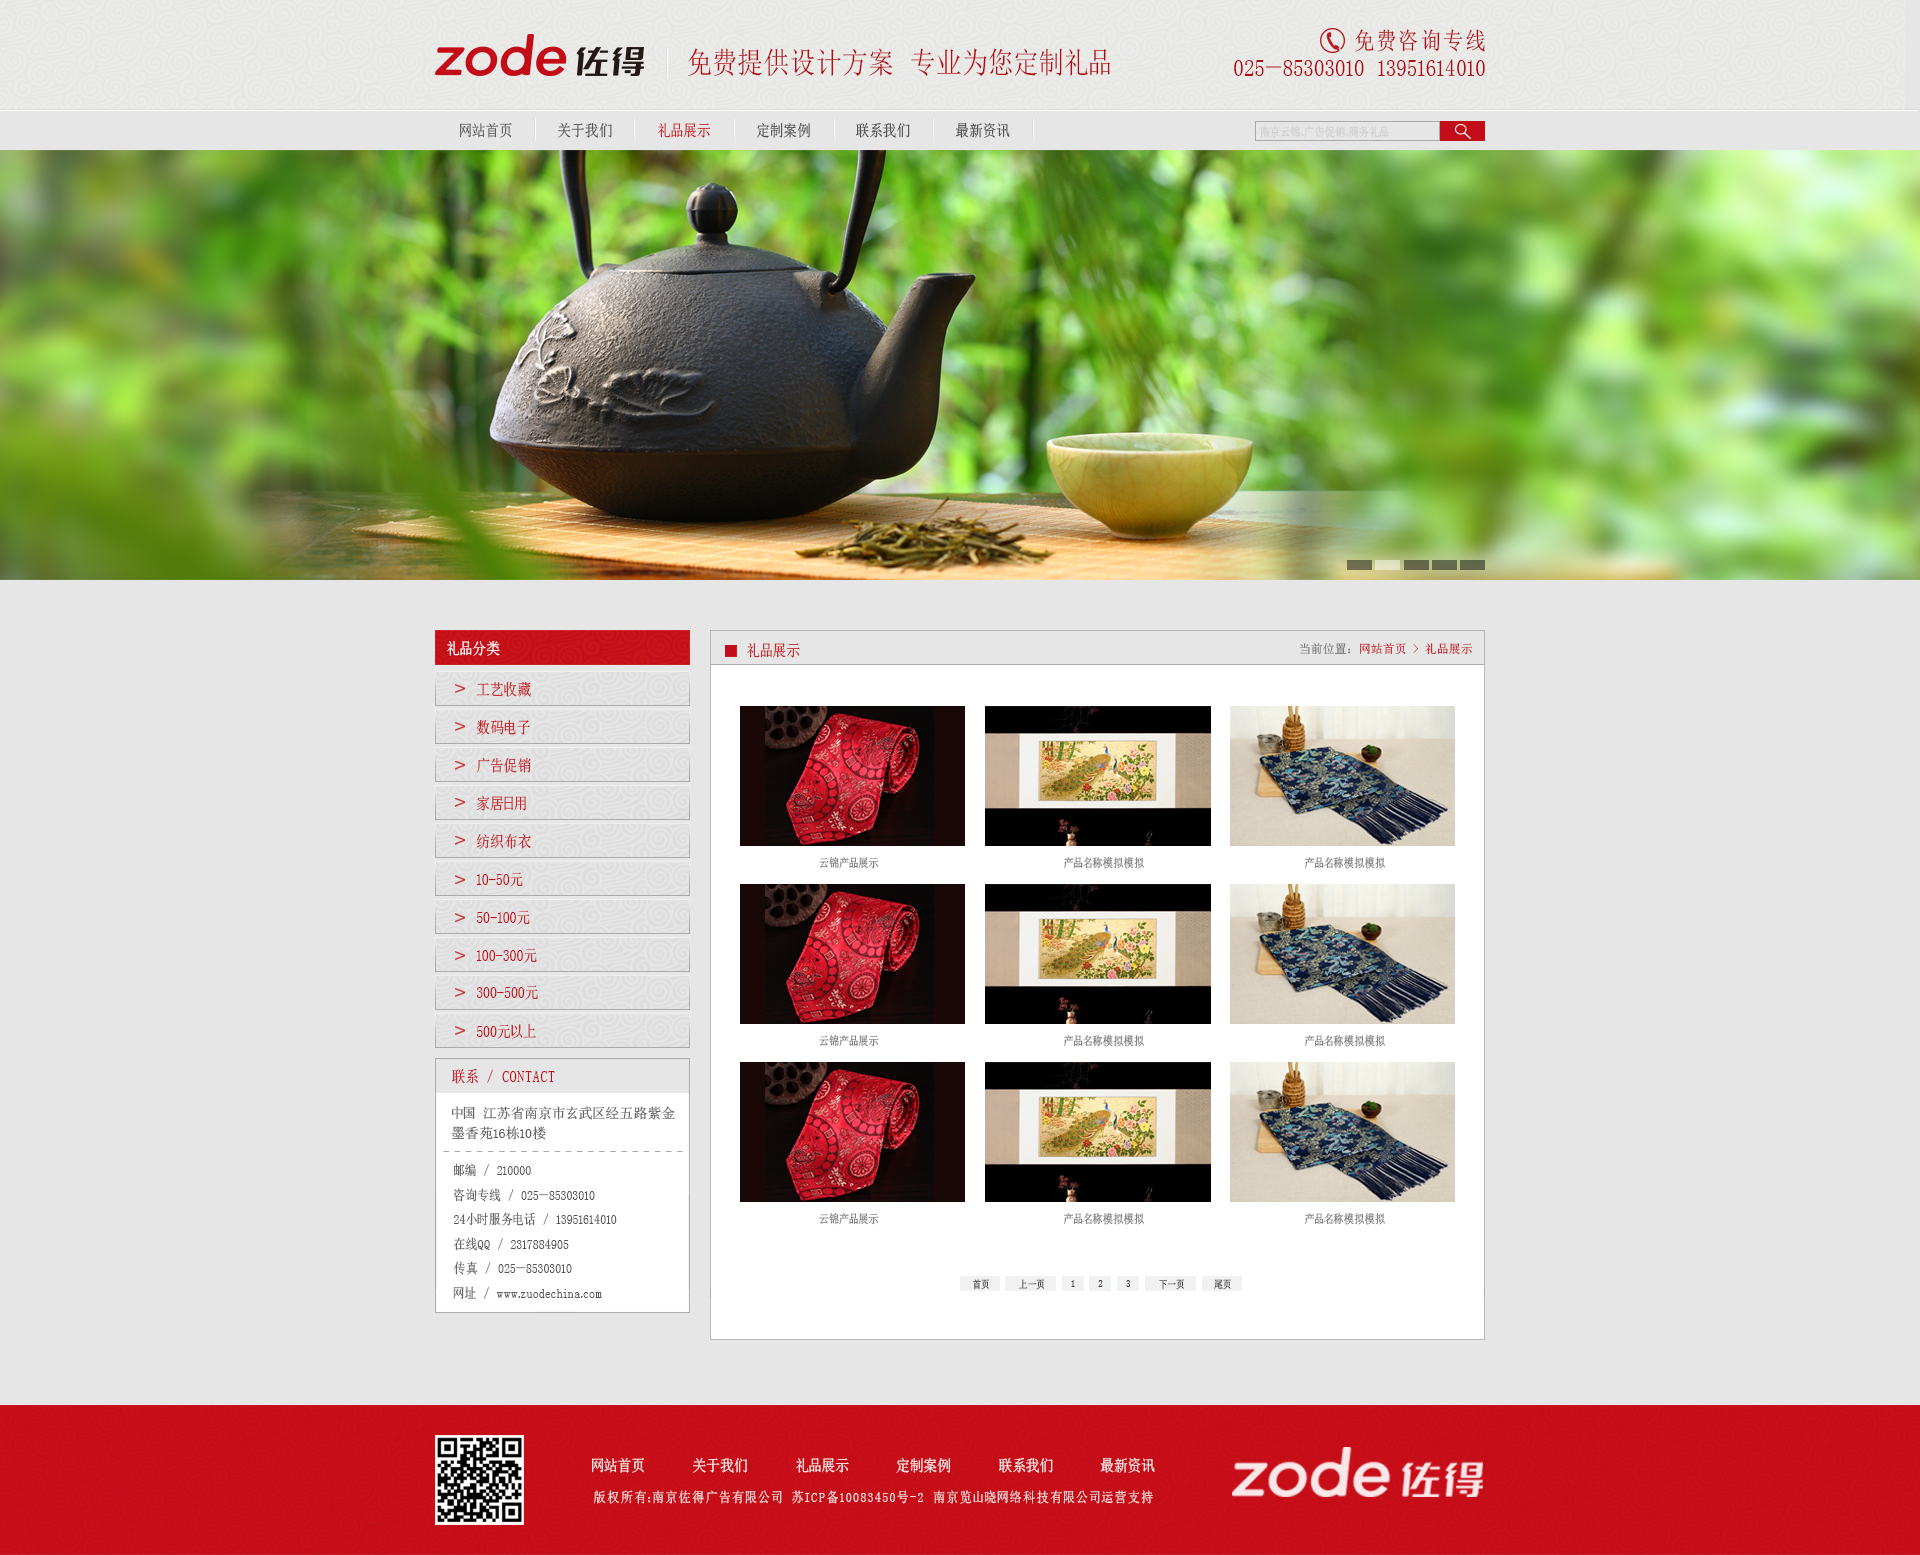 zode 佐得
免费提供设计方案 专业为您定制礼品
免费咨询专线
025-85303010 13951614010
网站首页 关于我们 礼品展示 定制案例 联系我们 最新资讯
南京云锦,广告促销,商务礼品
礼品分类
> 工艺收藏
> 数码电子
> 广告促销
> 家居日用
> 纺织布衣
> 10-50元
> 50-100元
> 100-300元
> 300-500元
> 500元以上
联系 / CONTACT
中国 江苏省南京市玄武区经五路紫金
墨香苑16栋10楼
邮编 / 210000
咨询专线 / 025-85303010
24小时服务电话 / 13951614010
在线QQ / 2317884905
传真 / 025-85303010
网址 / www.zuodechina.com
礼品展示
当前位置: 网站首页 > 礼品展示
云锦产品展示 产品名称模拟模拟 产品名称模拟模拟
云锦产品展示 产品名称模拟模拟 产品名称模拟模拟
云锦产品展示 产品名称模拟模拟 产品名称模拟模拟
首页 上一页 1 2 3 下一页 尾页
网站首页 关于我们 礼品展示 定制案例 联系我们 最新资讯
版权所有:南京佐得广告有限公司 苏ICP备10083450号-2 南京览山晓网络科技有限公司运营支持
zode 佐得